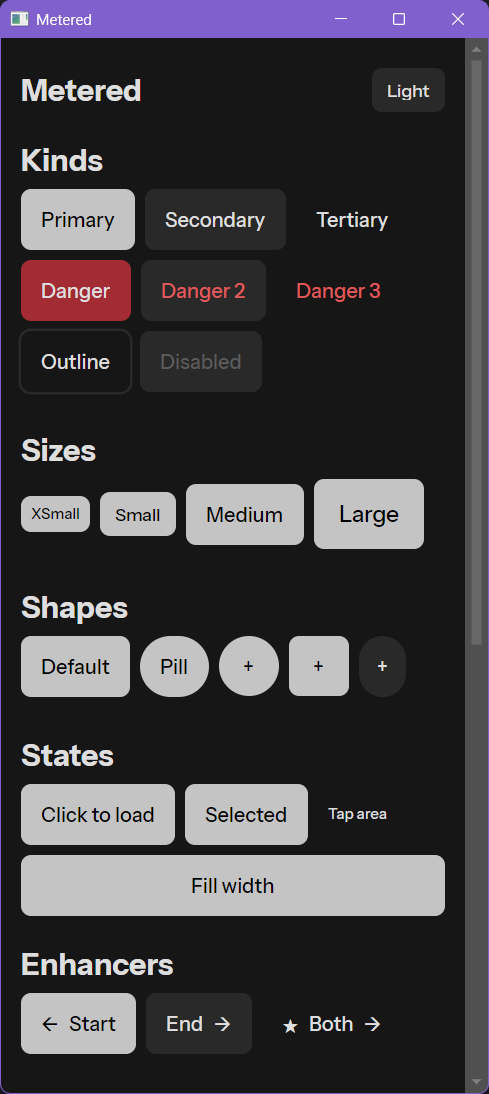 Metered
Metered Light
Kinds
Primary Secondary Tertiary
Danger Danger 2 Danger 3
Outline Disabled
Sizes
XSmall Small Medium Large
Shapes
Default Pill + + +
States
Click to load Selected Tap area
Fill width
Enhancers
← Start End → ★ Both →